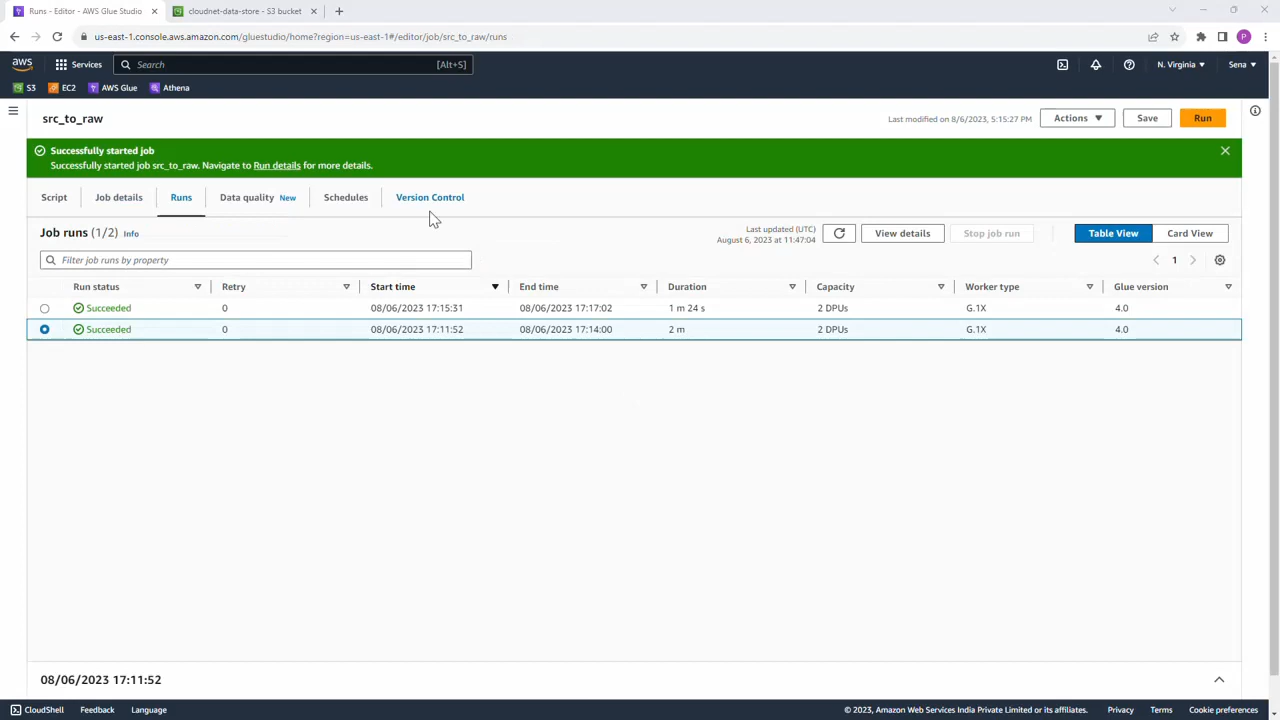 Runs - Editor - AWS Glue Studio
cloudnet-data-store - S3 bucket
us-east-1.console.aws.amazon.com/gluestudio/home?region=us-east-1#/editor/job/src_to_raw/runs
P
aws
Services
Search
[Alt+S]
N. Virginia
Sena
S3
EC2
AWS Glue
Athena
src_to_raw
Last modified on 8/6/2023, 5:15:27 PM
Actions
Save
Run
Successfully started job
Successfully started job src_to_raw. Navigate to Run details for more details.
Script
Job details
Runs
Data quality New
Schedules
Version Control
Job runs (1/2) Info
Last updated (UTC)
August 6, 2023 at 11:47:04
View details
Stop job run
Table View
Card View
Filter job runs by property
1
Run status Retry Start time End time Duration Capacity Worker type Glue version
Succeeded 0 08/06/2023 17:15:31 08/06/2023 17:17:02 1 m 24 s 2 DPUs G.1X 4.0
Succeeded 0 08/06/2023 17:11:52 08/06/2023 17:14:00 2 m 2 DPUs G.1X 4.0
08/06/2023 17:11:52
CloudShell
Feedback
Language
© 2023, Amazon Web Services India Private Limited or its affiliates.
Privacy
Terms
Cookie preferences